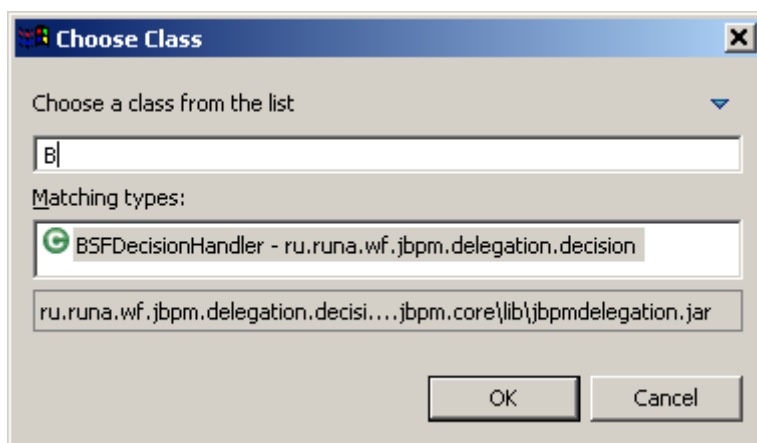 Choose Class
Choose a class from the list
B
Matching types:
C BSFDecisionHandler - ru.runa.wf.jbpm.delegation.decision
ru.runa.wf.jbpm.delegation.decisi....jbpm.core\lib\jbpmdelegation.jar
OK Cancel